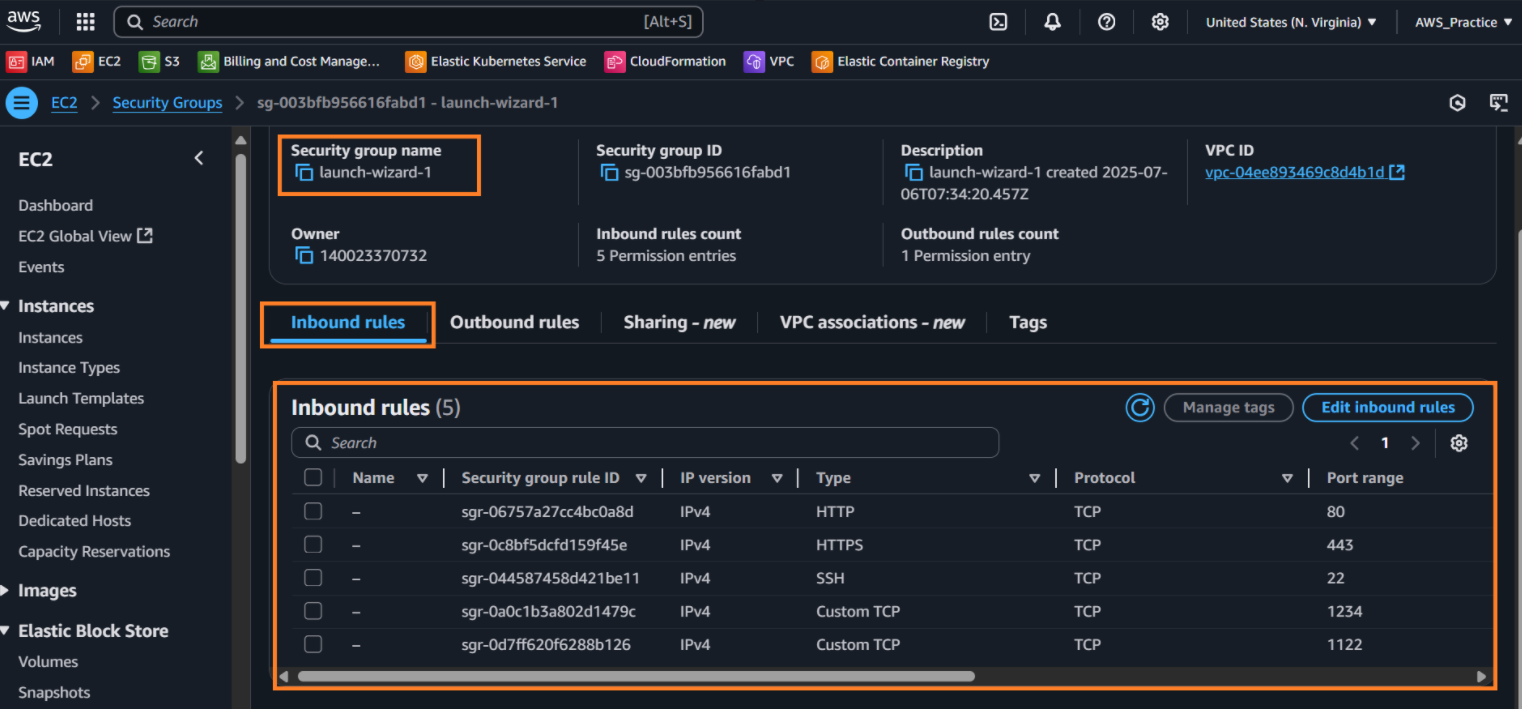 aws
Search [Alt+S]
United States (N. Virginia) ▼ AWS_Practice ▼
IAM EC2 S3 Billing and Cost Manage... Elastic Kubernetes Service CloudFormation VPC Elastic Container Registry
EC2 > Security Groups > sg-003bfb956616fabd1 - launch-wizard-1
EC2
Dashboard
EC2 Global View
Events
Instances
Instances
Instance Types
Launch Templates
Spot Requests
Savings Plans
Reserved Instances
Dedicated Hosts
Capacity Reservations
Images
Elastic Block Store
Volumes
Snapshots
Security group name
launch-wizard-1
Security group ID
sg-003bfb956616fabd1
Description
launch-wizard-1 created 2025-07-
06T07:34:20.457Z
VPC ID
vpc-04ee893469c8d4b1d
Owner
140023370732
Inbound rules count
5 Permission entries
Outbound rules count
1 Permission entry
Inbound rules Outbound rules Sharing - new VPC associations - new Tags
Inbound rules (5)
Manage tags Edit inbound rules
Search
1
Name Security group rule ID IP version Type Protocol Port range
– sgr-06757a27cc4bc0a8d IPv4 HTTP TCP 80
– sgr-0c8bf5dcfd159f45e IPv4 HTTPS TCP 443
– sgr-044587458d421be11 IPv4 SSH TCP 22
– sgr-0a0c1b3a802d1479c IPv4 Custom TCP TCP 1234
– sgr-0d7ff620f6288b126 IPv4 Custom TCP TCP 1122